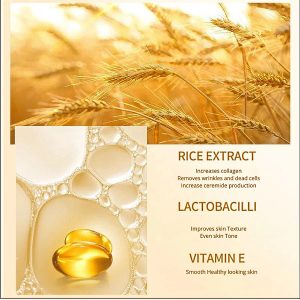 RICE EXTRACT
Increases collagen
Removes wrinkles and dead cells
Increase ceramide production
LACTOBACILLI
Improves skin Texture
Even skin Tone
VITAMIN E
Smooth Healthy looking skin